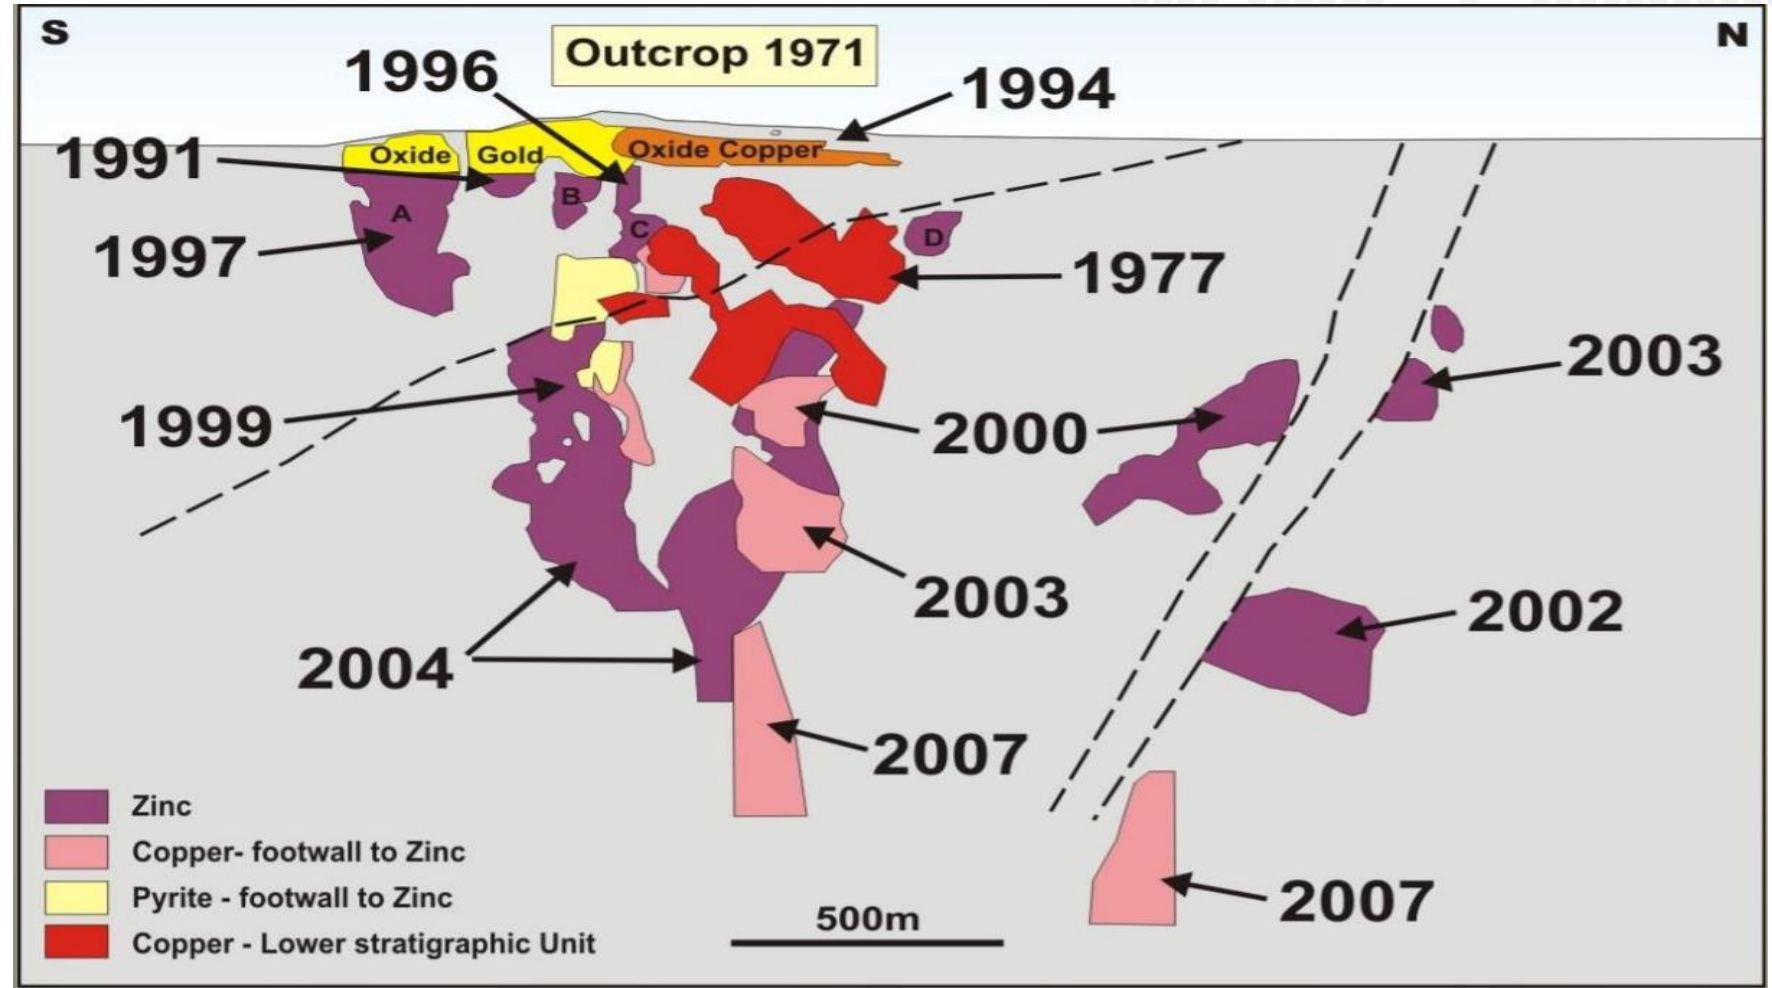 S
N
Outcrop 1971
1996
1994
1991
Oxide
Gold
Oxide Copper
A
B
C
D
1997
1977
2003
1999
2000
2003
2002
2004
2007
2007
Zinc
Copper- footwall to Zinc
Pyrite - footwall to Zinc
Copper - Lower stratigraphic Unit
500m